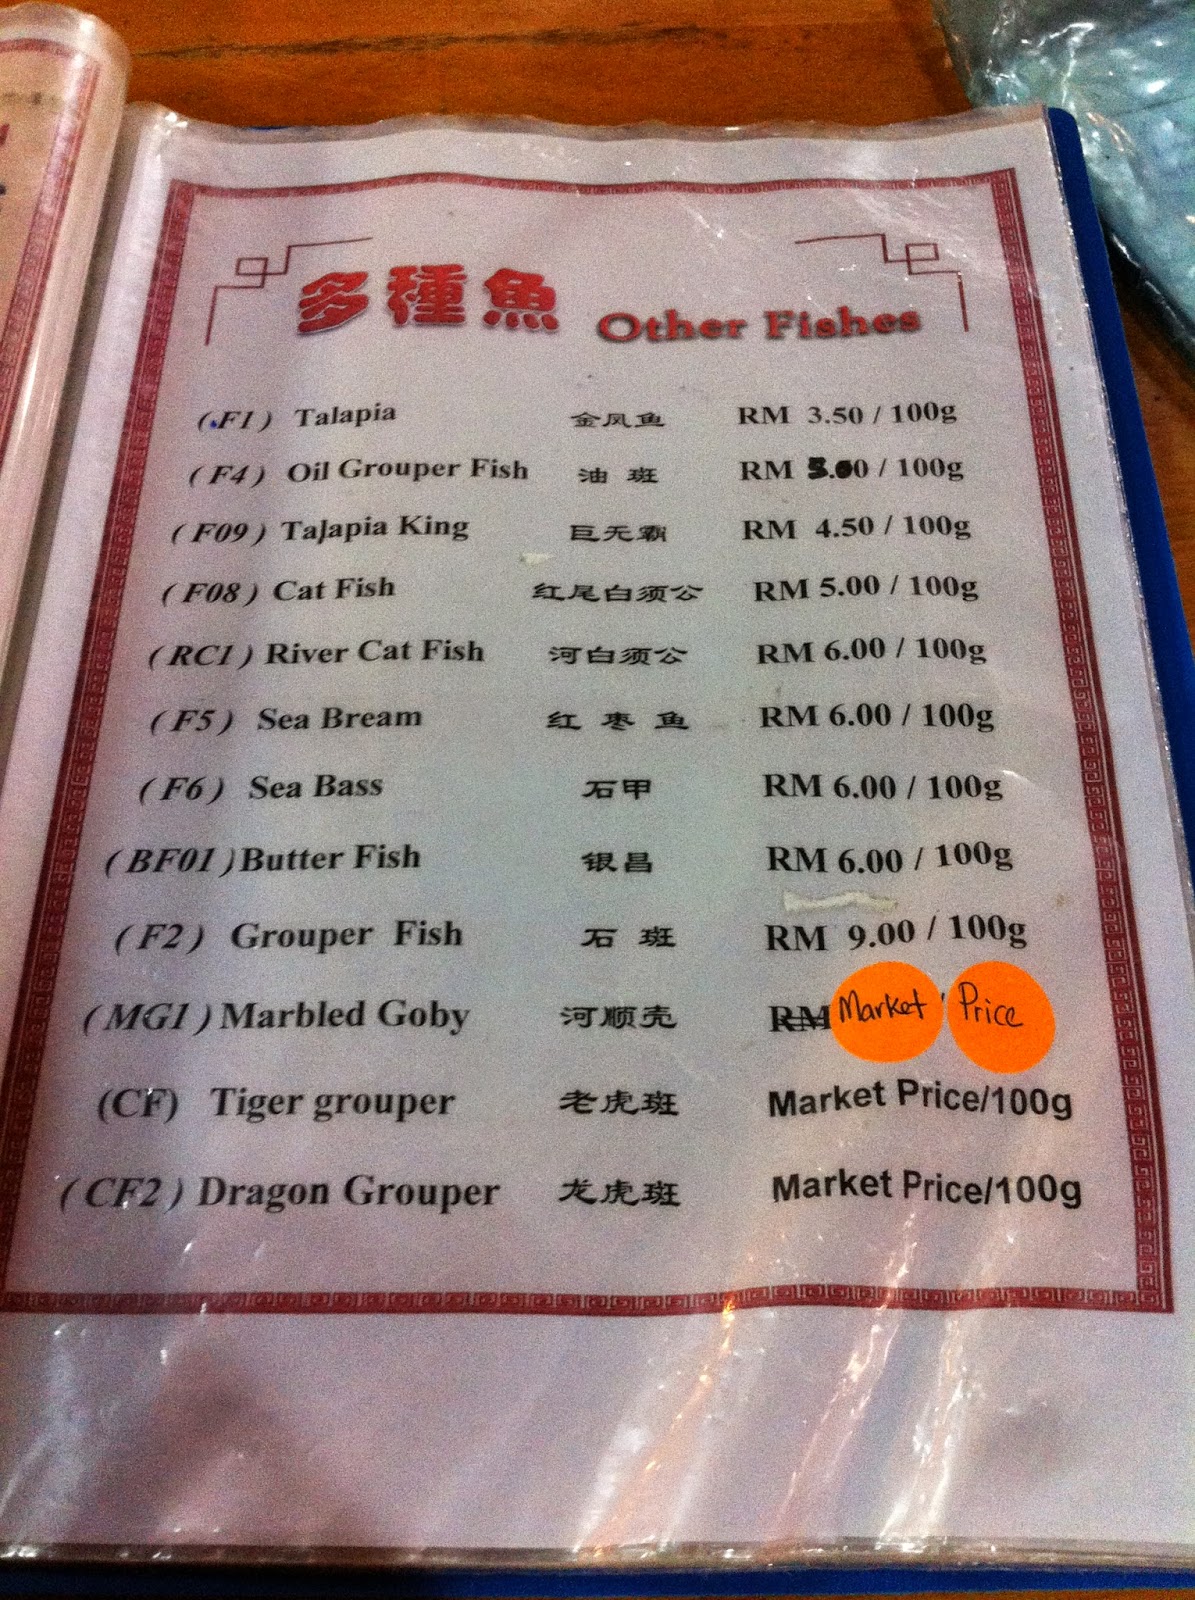 多種魚 Other Fishes
(F1) Talapia 金凤鱼 RM 3.50 / 100g
(F4) Oil Grouper Fish 油 斑 RM 5.00 / 100g
(F09) Talapia King 巨无霸 RM 4.50 / 100g
(F08) Cat Fish 红尾白须公 RM 5.00 / 100g
(RC1) River Cat Fish 河白须公 RM 6.00 / 100g
(F5) Sea Bream 红 枣 鱼 RM 6.00 / 100g
(F6) Sea Bass 石甲 RM 6.00 / 100g
(BF01) Butter Fish 银昌 RM 6.00 / 100g
(F2) Grouper Fish 石 斑 RM 9.00 / 100g
(MG1) Marbled Goby 河顺壳 RM Market / Price
(CF) Tiger grouper 老虎斑 Market Price/100g
(CF2) Dragon Grouper 龙虎斑 Market Price/100g